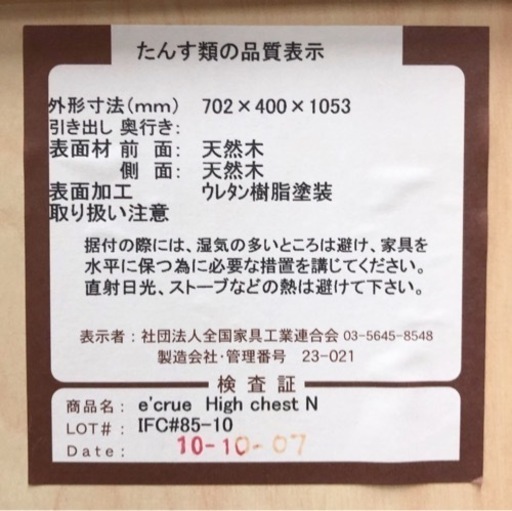 たんす類の品質表示
外形寸法(mm) 702×400×1053
引き出し 奥行き:
表面材 前 面: 天然木
側 面: 天然木
表面加工 ウレタン樹脂塗装
取り扱い注意
据付の際には、湿気の多いところは避け、家具を
水平に保つ為に必要な措置を講じてください。
直射日光、ストーブなどの熱は避けて下さい。
表示者:社団法人全国家具工業連合会 03-5645-8548
製造会社・管理番号 23-021
検査証
商品名: e'crue High chest N
LOT#: IFC#85-10
Date: 10-10-07